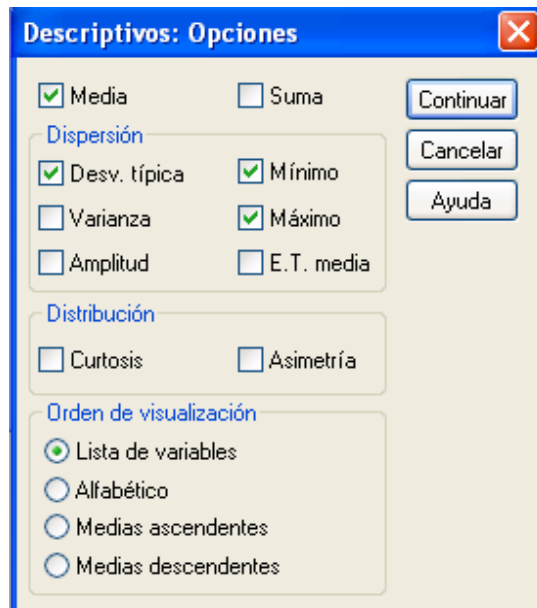 Descriptivos: Opciones
Media Suma
Continuar
Dispersión
Cancelar
Desv. típica Mínimo
Ayuda
Varianza Máximo
Amplitud E.T. media
Distribución
Curtosis Asimetría
Orden de visualización
Lista de variables
Alfabético
Medias ascendentes
Medias descendentes